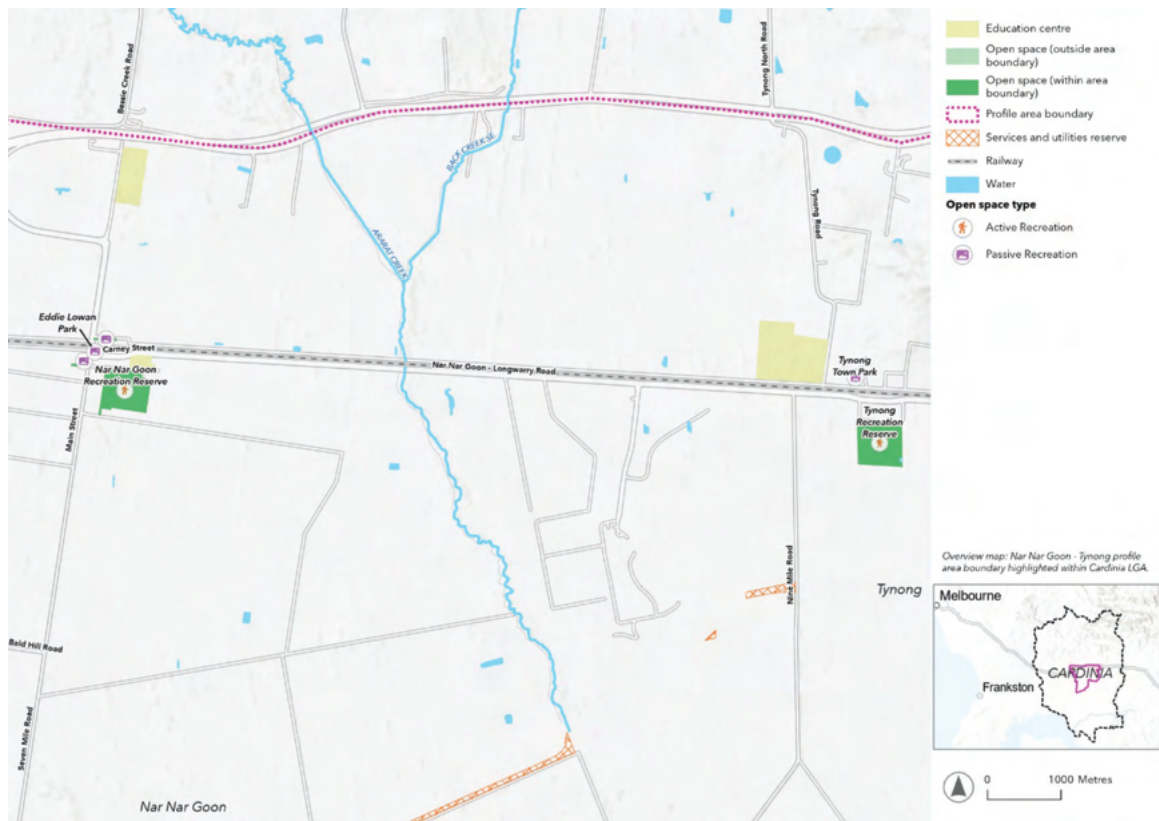 Bessie Creek Road
Tynong North Road
BACK CREEK SE
ARARAT CREEK
Tynong Road
Eddie Lowan
Park
Carney Street
Nar Nar Goon
Recreation Reserve
Nar Nar Goon - Longwarry Road
Tynong
Town Park
Tynong
Recreation
Reserve
Main Street
Nine Mile Road
Tynong
Bald Hill Road
Seven Mile Road
Nar Nar Goon
Education centre
Open space (outside area
boundary)
Open space (within area
boundary)
Profile area boundary
Services and utilities reserve
Railway
Water
Open space type
Active Recreation
Passive Recreation
Overview map: Nar Nar Goon - Tynong profile
area boundary highlighted within Cardinia LGA.
Melbourne
CARDINIA
Frankston
0 1000 Metres